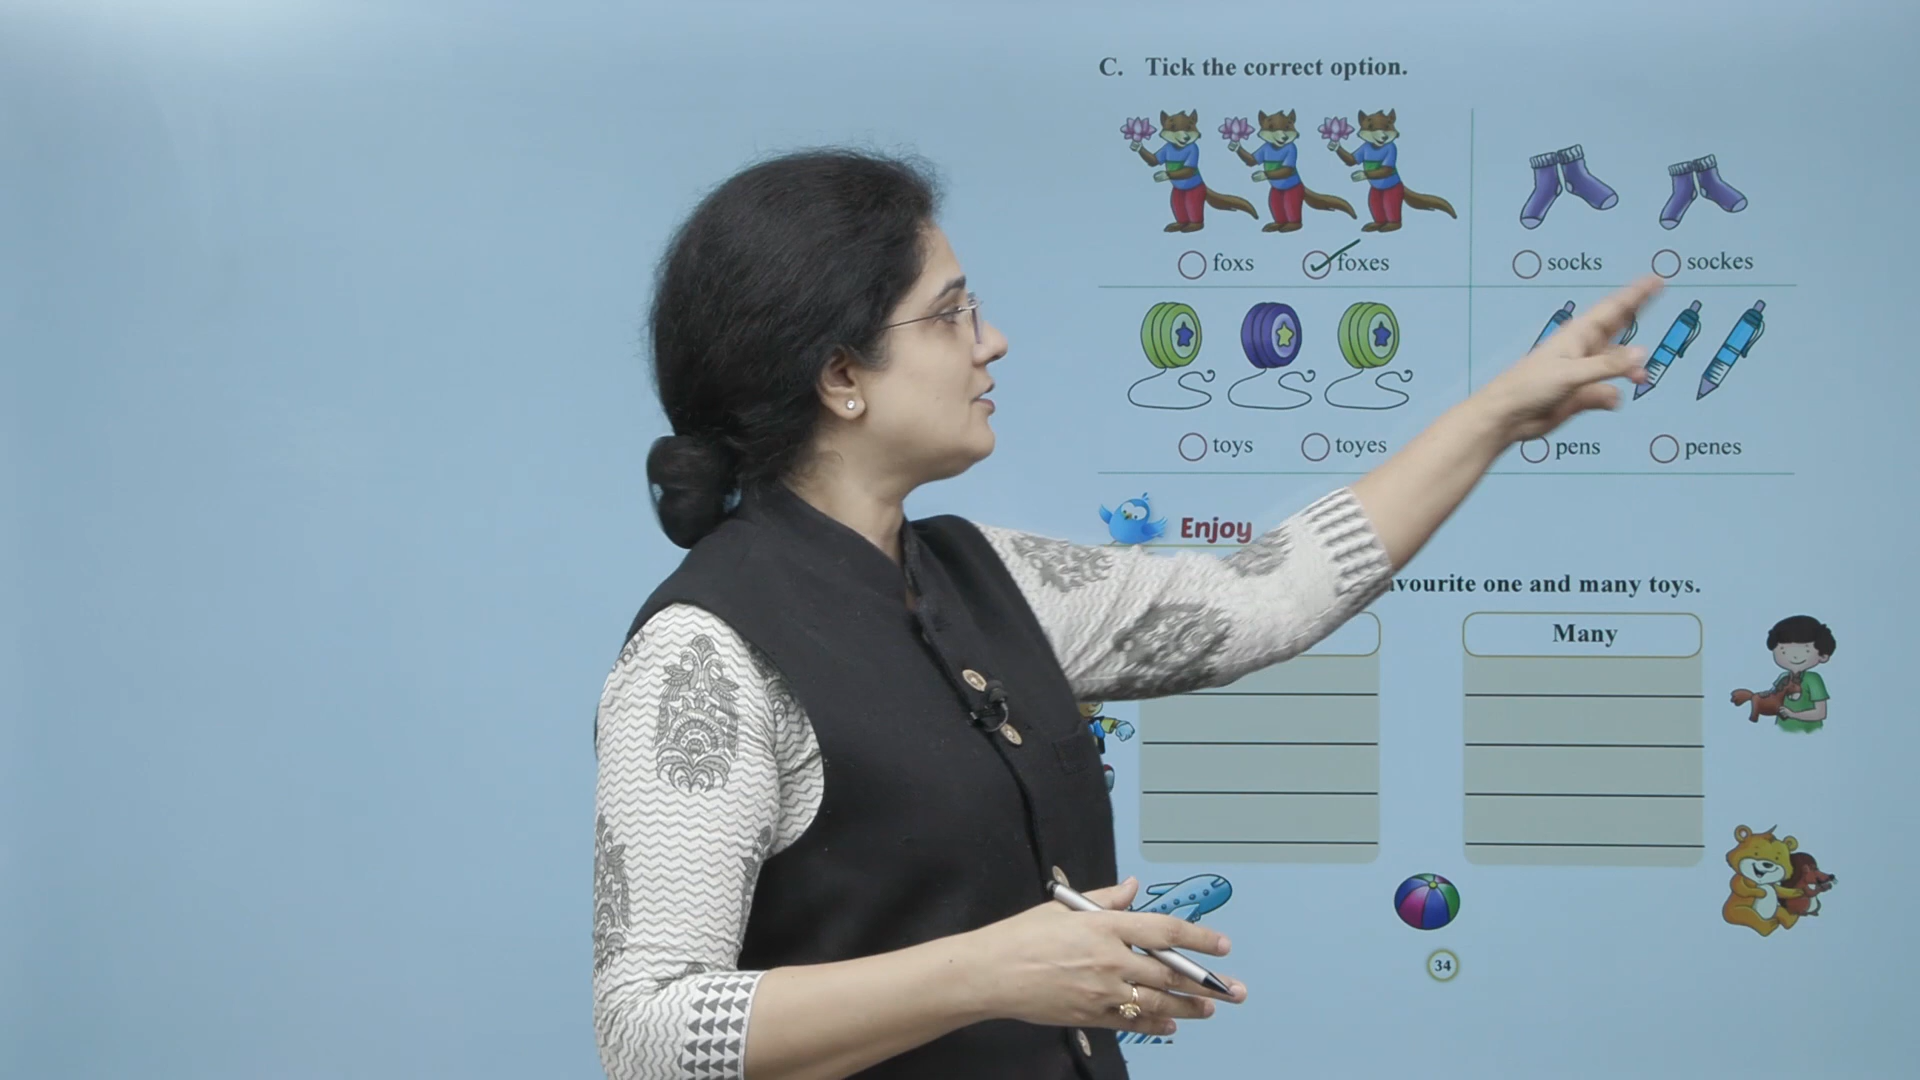 C. Tick the correct option.
foxs foxes socks sockes
toys toyes pens penes
Enjoy
one and many toys.
Many
34